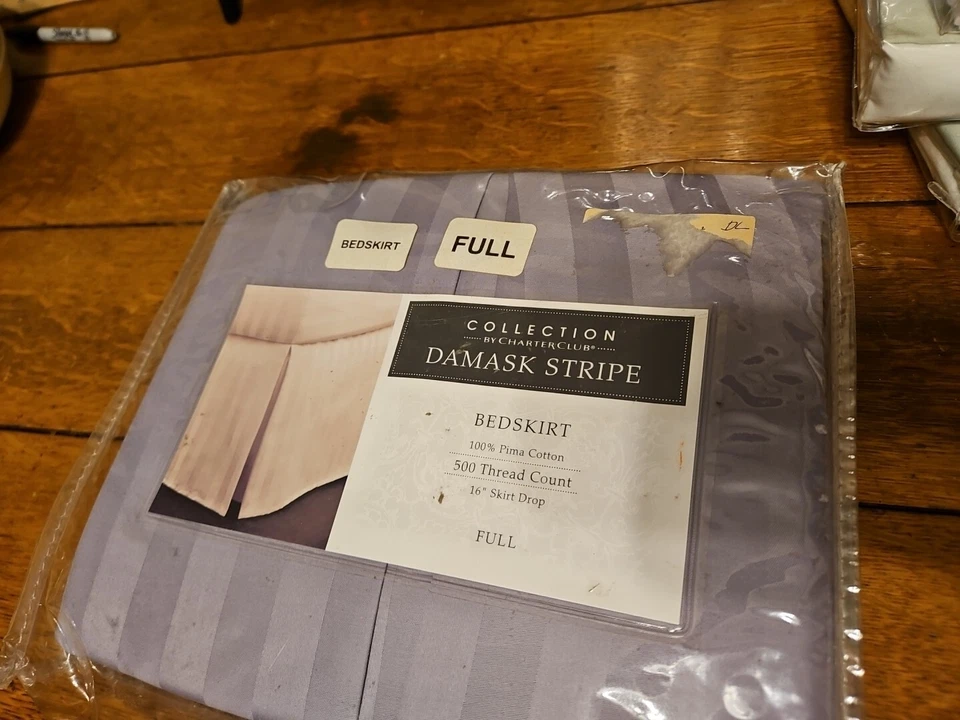 BEDSKIRT
FULL
DL
COLLECTION
BY CHARTER CLUB®
DAMASK STRIPE
BEDSKIRT
100% Pima Cotton
500 Thread Count
16" Skirt Drop
FULL